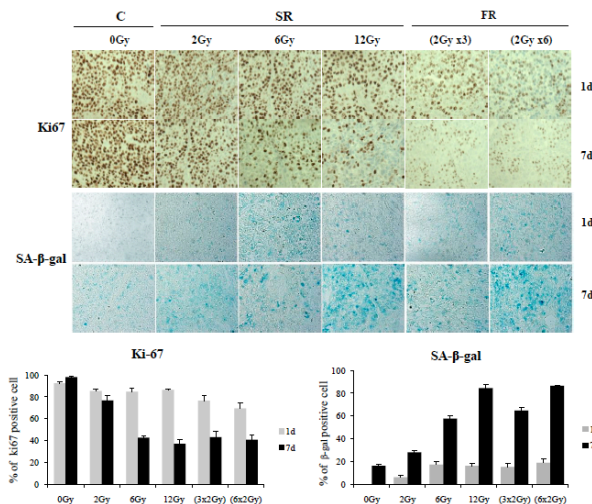 C SR FR
0Gy 2Gy 6Gy 12Gy (2Gy x3) (2Gy x6)
1d
Ki67
7d
1d
SA-β-gal
7d
Ki-67
% of ki67 positive cell
100
80
60
40
20
0
0Gy 2Gy 6Gy 12Gy (3x2Gy) (6x2Gy)
1d
7d
SA-β-gal
% of β-gal positive cell
100
80
60
40
20
0
0Gy 2Gy 6Gy 12Gy (3x2Gy) (6x2Gy)
1d